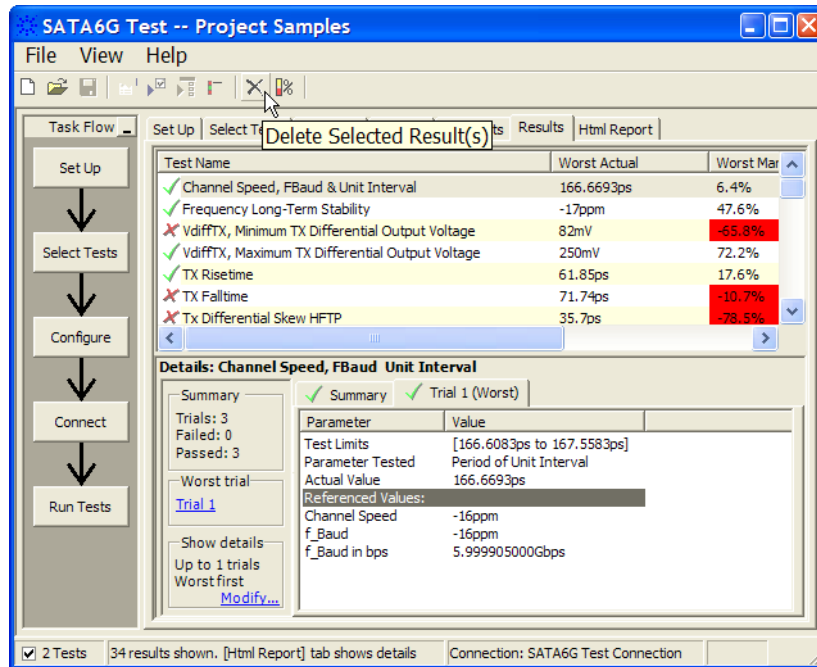 SATA6G Test -- Project Samples
File View Help
Task Flow
Set Up
Select Tests
Configure
Connect
Run Tests
Set Up Select Te ts Results Html Report
Delete Selected Result(s)
Test Name Worst Actual Worst Mar
Channel Speed, FBaud & Unit Interval 166.6693ps 6.4%
Frequency Long-Term Stability -17ppm 47.6%
VdiffTX, Minimum TX Differential Output Voltage 82mV -65.8%
VdiffTX, Maximum TX Differential Output Voltage 250mV 72.2%
TX Risetime 61.85ps 17.6%
TX Falltime 71.74ps -10.7%
Tx Differential Skew HFTP 35.7ps -78.5%
Details: Channel Speed, FBaud Unit Interval
Summary
Trials: 3
Failed: 0
Passed: 3
Worst trial
Trial 1
Show details
Up to 1 trials
Worst first
Modify...
Summary Trial 1 (Worst)
Parameter Value
Test Limits [166.6083ps to 167.5583ps]
Parameter Tested Period of Unit Interval
Actual Value 166.6693ps
Referenced Values:
Channel Speed -16ppm
f_Baud -16ppm
f_Baud in bps 5.999905000Gbps
2 Tests 34 results shown. [Html Report] tab shows details Connection: SATA6G Test Connection